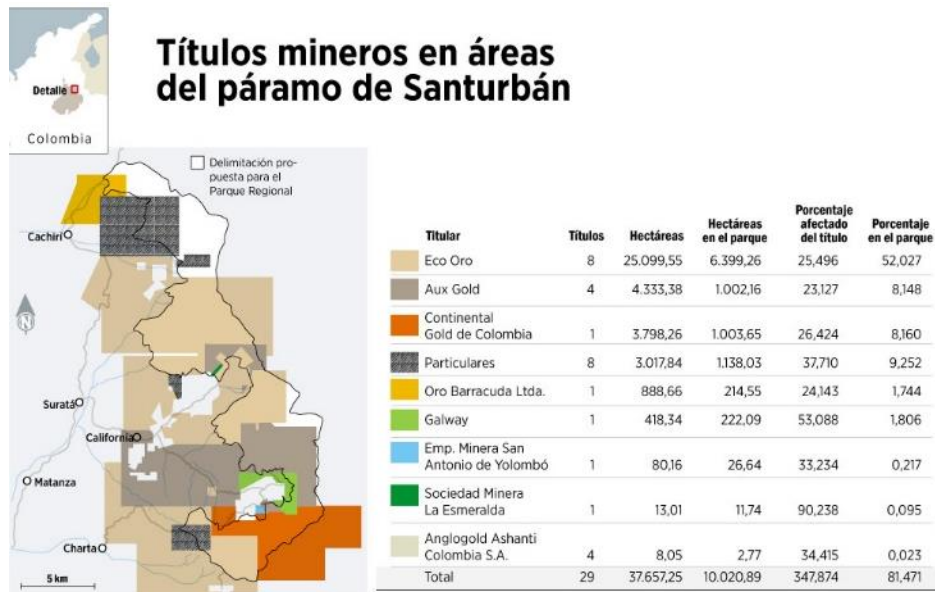 Títulos mineros en áreas
del páramo de Santurbán
Detalle
Colombia
Delimitación pro-
puesta para el
Parque Regional
Cachirí
N
Suratá
California
Matanza
Charta
5 km
Titular Títulos Hectáreas Hectáreas en el parque Porcentaje afectado del título Porcentaje en el parque
Eco Oro 8 25.099,55 6.399,26 25,496 52,027
Aux Gold 4 4.333,38 1.002,16 23,127 8,148
Continental
Gold de Colombia 1 3.798,26 1.003,65 26,424 8,160
Particulares 8 3.017,84 1.138,03 37,710 9,252
Oro Barracuda Ltda. 1 888,66 214,55 24,143 1,744
Galway 1 418,34 222,09 53,088 1,806
Emp. Minera San
Antonio de Yolombó 1 80,16 26,64 33,234 0,217
Sociedad Minera
La Esmeralda 1 13,01 11,74 90,238 0,095
Anglogold Ashanti
Colombia S.A. 4 8,05 2,77 34,415 0,023
Total 29 37.657,25 10.020,89 347,874 81,471